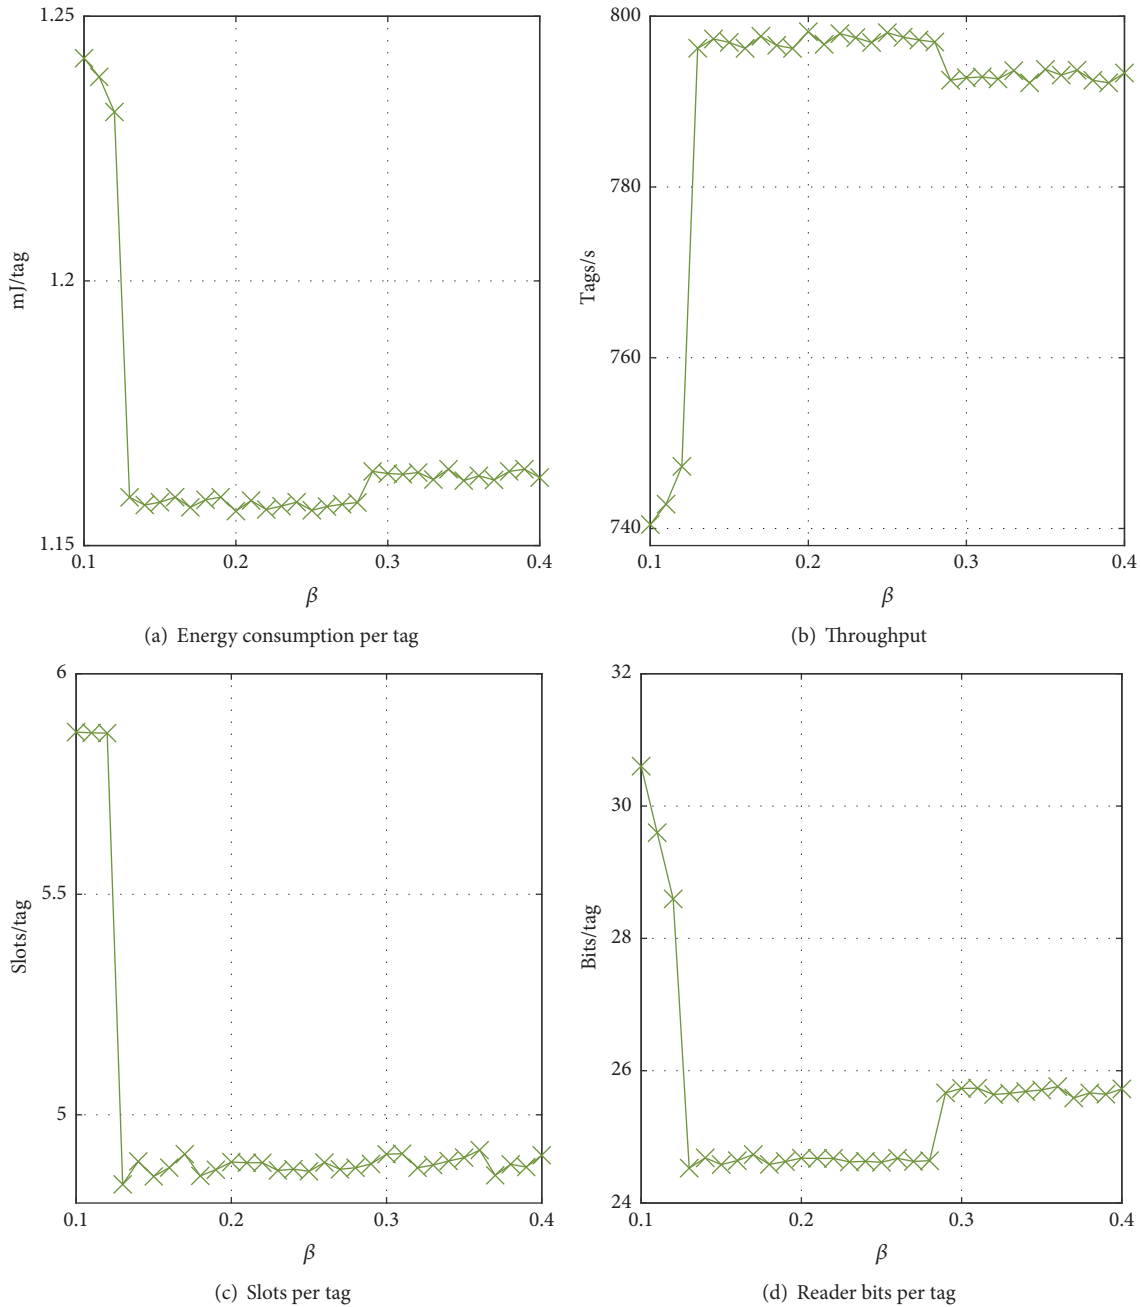 1.25
1.2
1.15
mJ/tag
0.1 0.2 0.3 0.4
β
(a) Energy consumption per tag
800
780
760
740
Tags/s
0.1 0.2 0.3 0.4
β
(b) Throughput
6
5.5
5
Slots/tag
0.1 0.2 0.3 0.4
β
(c) Slots per tag
32
30
28
26
24
Bits/tag
0.1 0.2 0.3 0.4
β
(d) Reader bits per tag